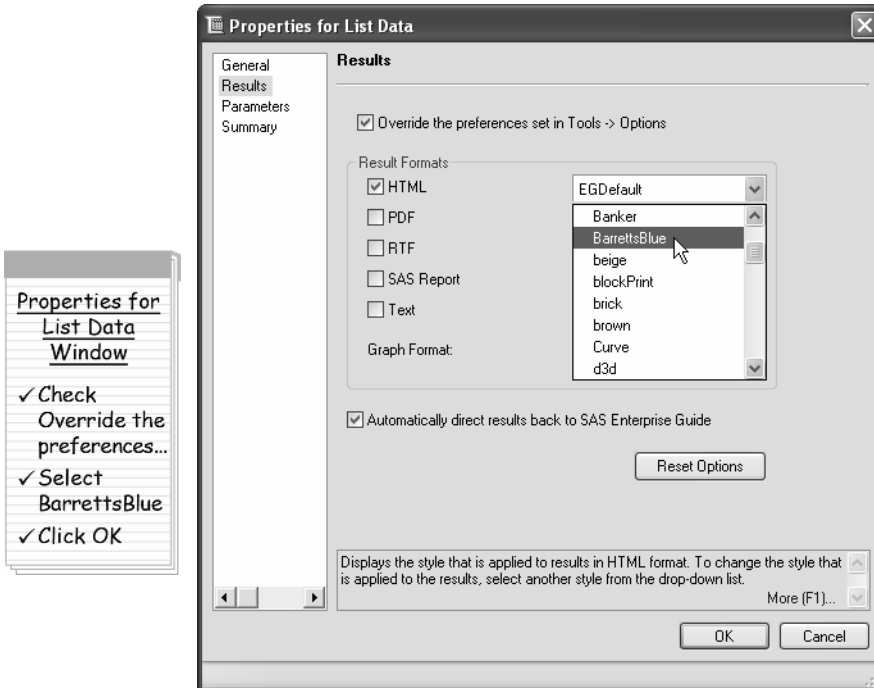 Properties for List Data
General
Results
Parameters
Summary
Results
Override the preferences set in Tools -> Options
Result Formats
HTML
EGDefault
PDF
RTF
SAS Report
Text
Graph Format:
Banker
BarrettsBlue
beige
blockPrint
brick
brown
Curve
d3d
Automatically direct results back to SAS Enterprise Guide
Reset Options
Displays the style that is applied to results in HTML format. To change the style that
is applied to the results, select another style from the drop-down list.
More (F1)...
OK
Cancel
Properties for
List Data
Window
✓ Check
Override the
preferences...
✓ Select
BarrettsBlue
✓ Click OK